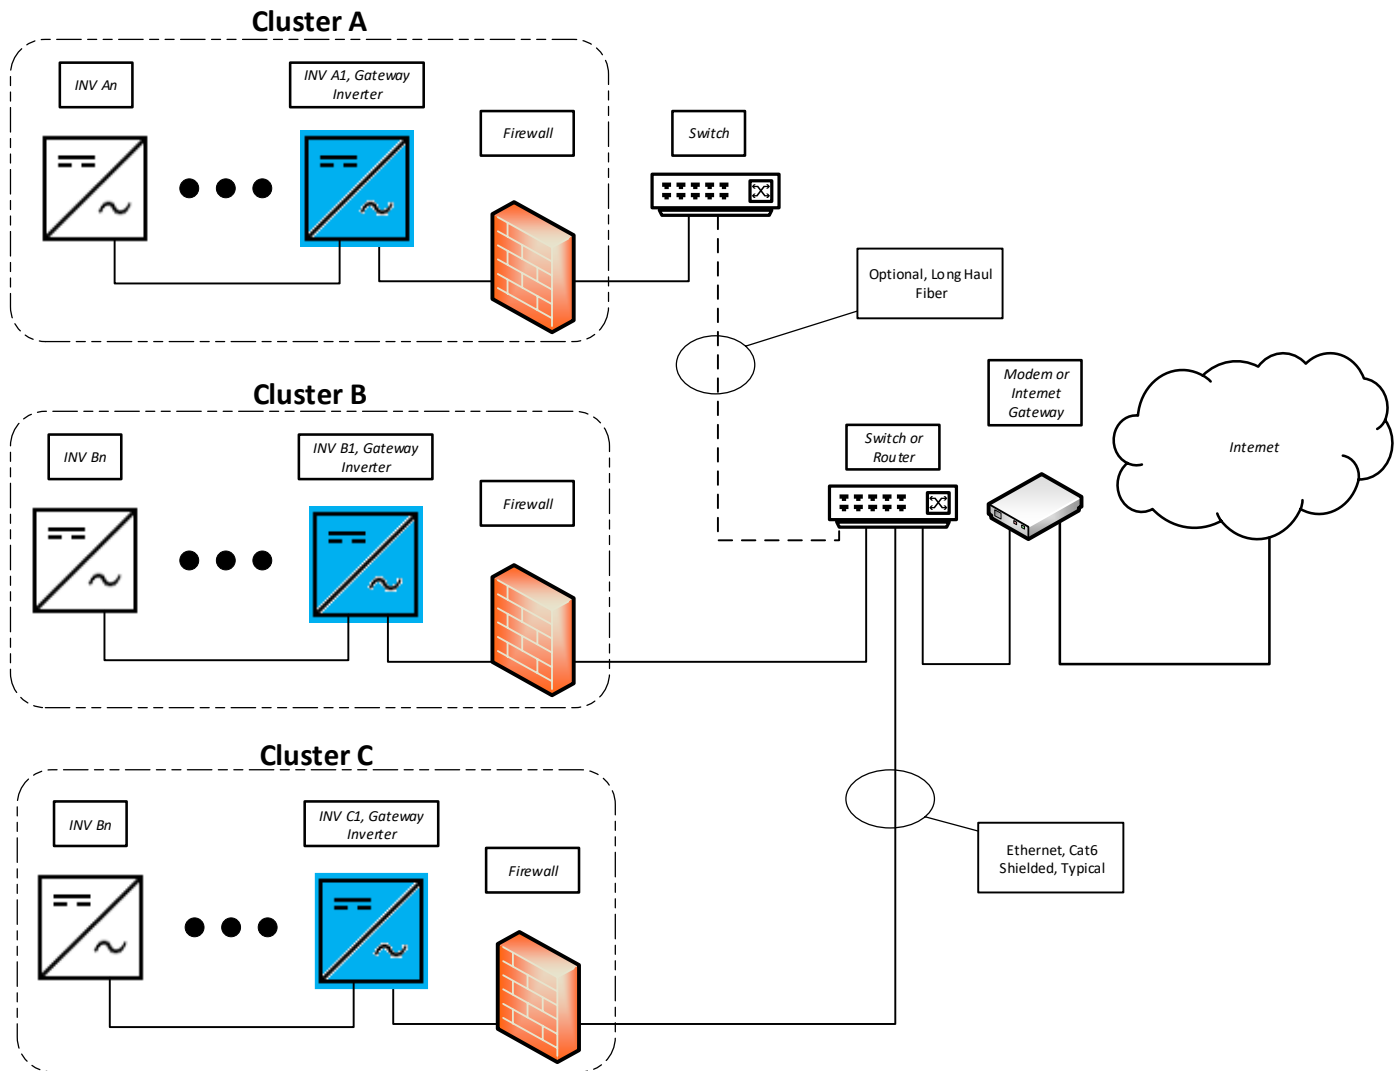 Cluster A
INV An
INV A1, Gateway
Inverter
Firewall
Switch
Optional, Long Haul
Fiber
Cluster B
INV Bn
INV B1, Gateway
Inverter
Firewall
Switch or
Router
Modem or
Internet
Gateway
Internet
Cluster C
INV Bn
INV C1, Gateway
Inverter
Firewall
Ethernet, Cat6
Shielded, Typical